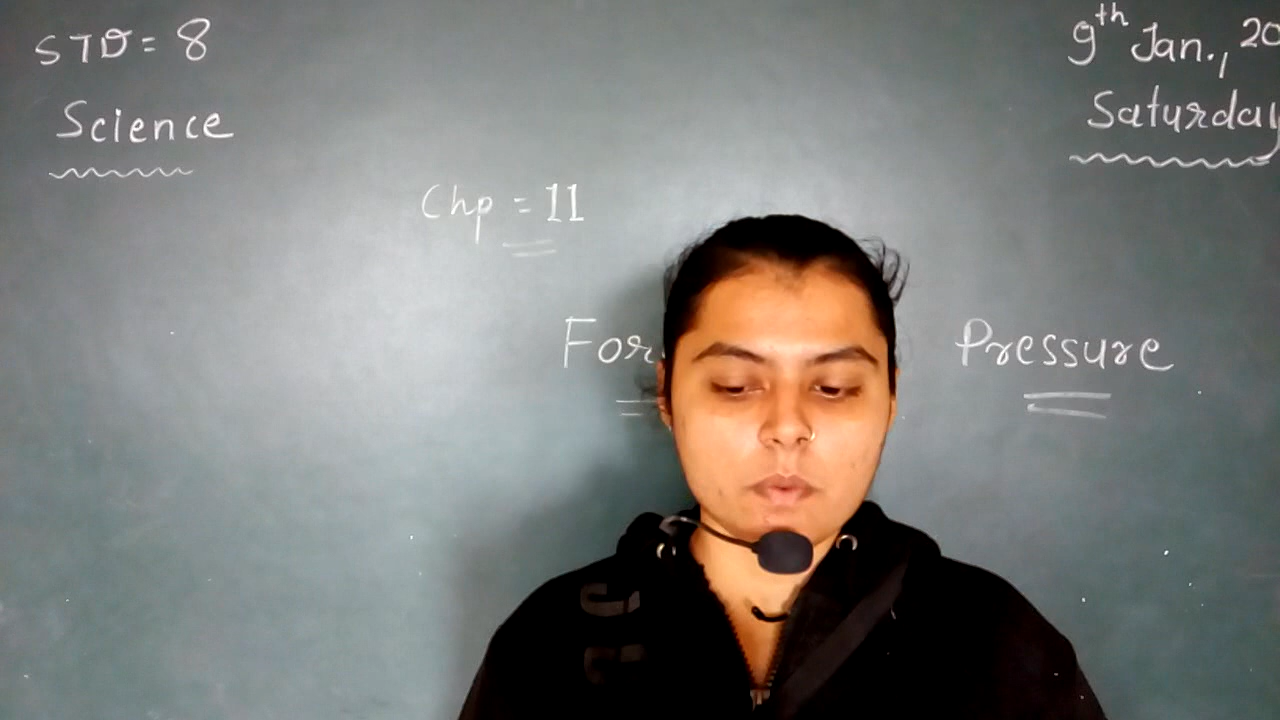 STD = 8
Science
9th Jan., 20
Saturday
Chp = 11
For Pressure